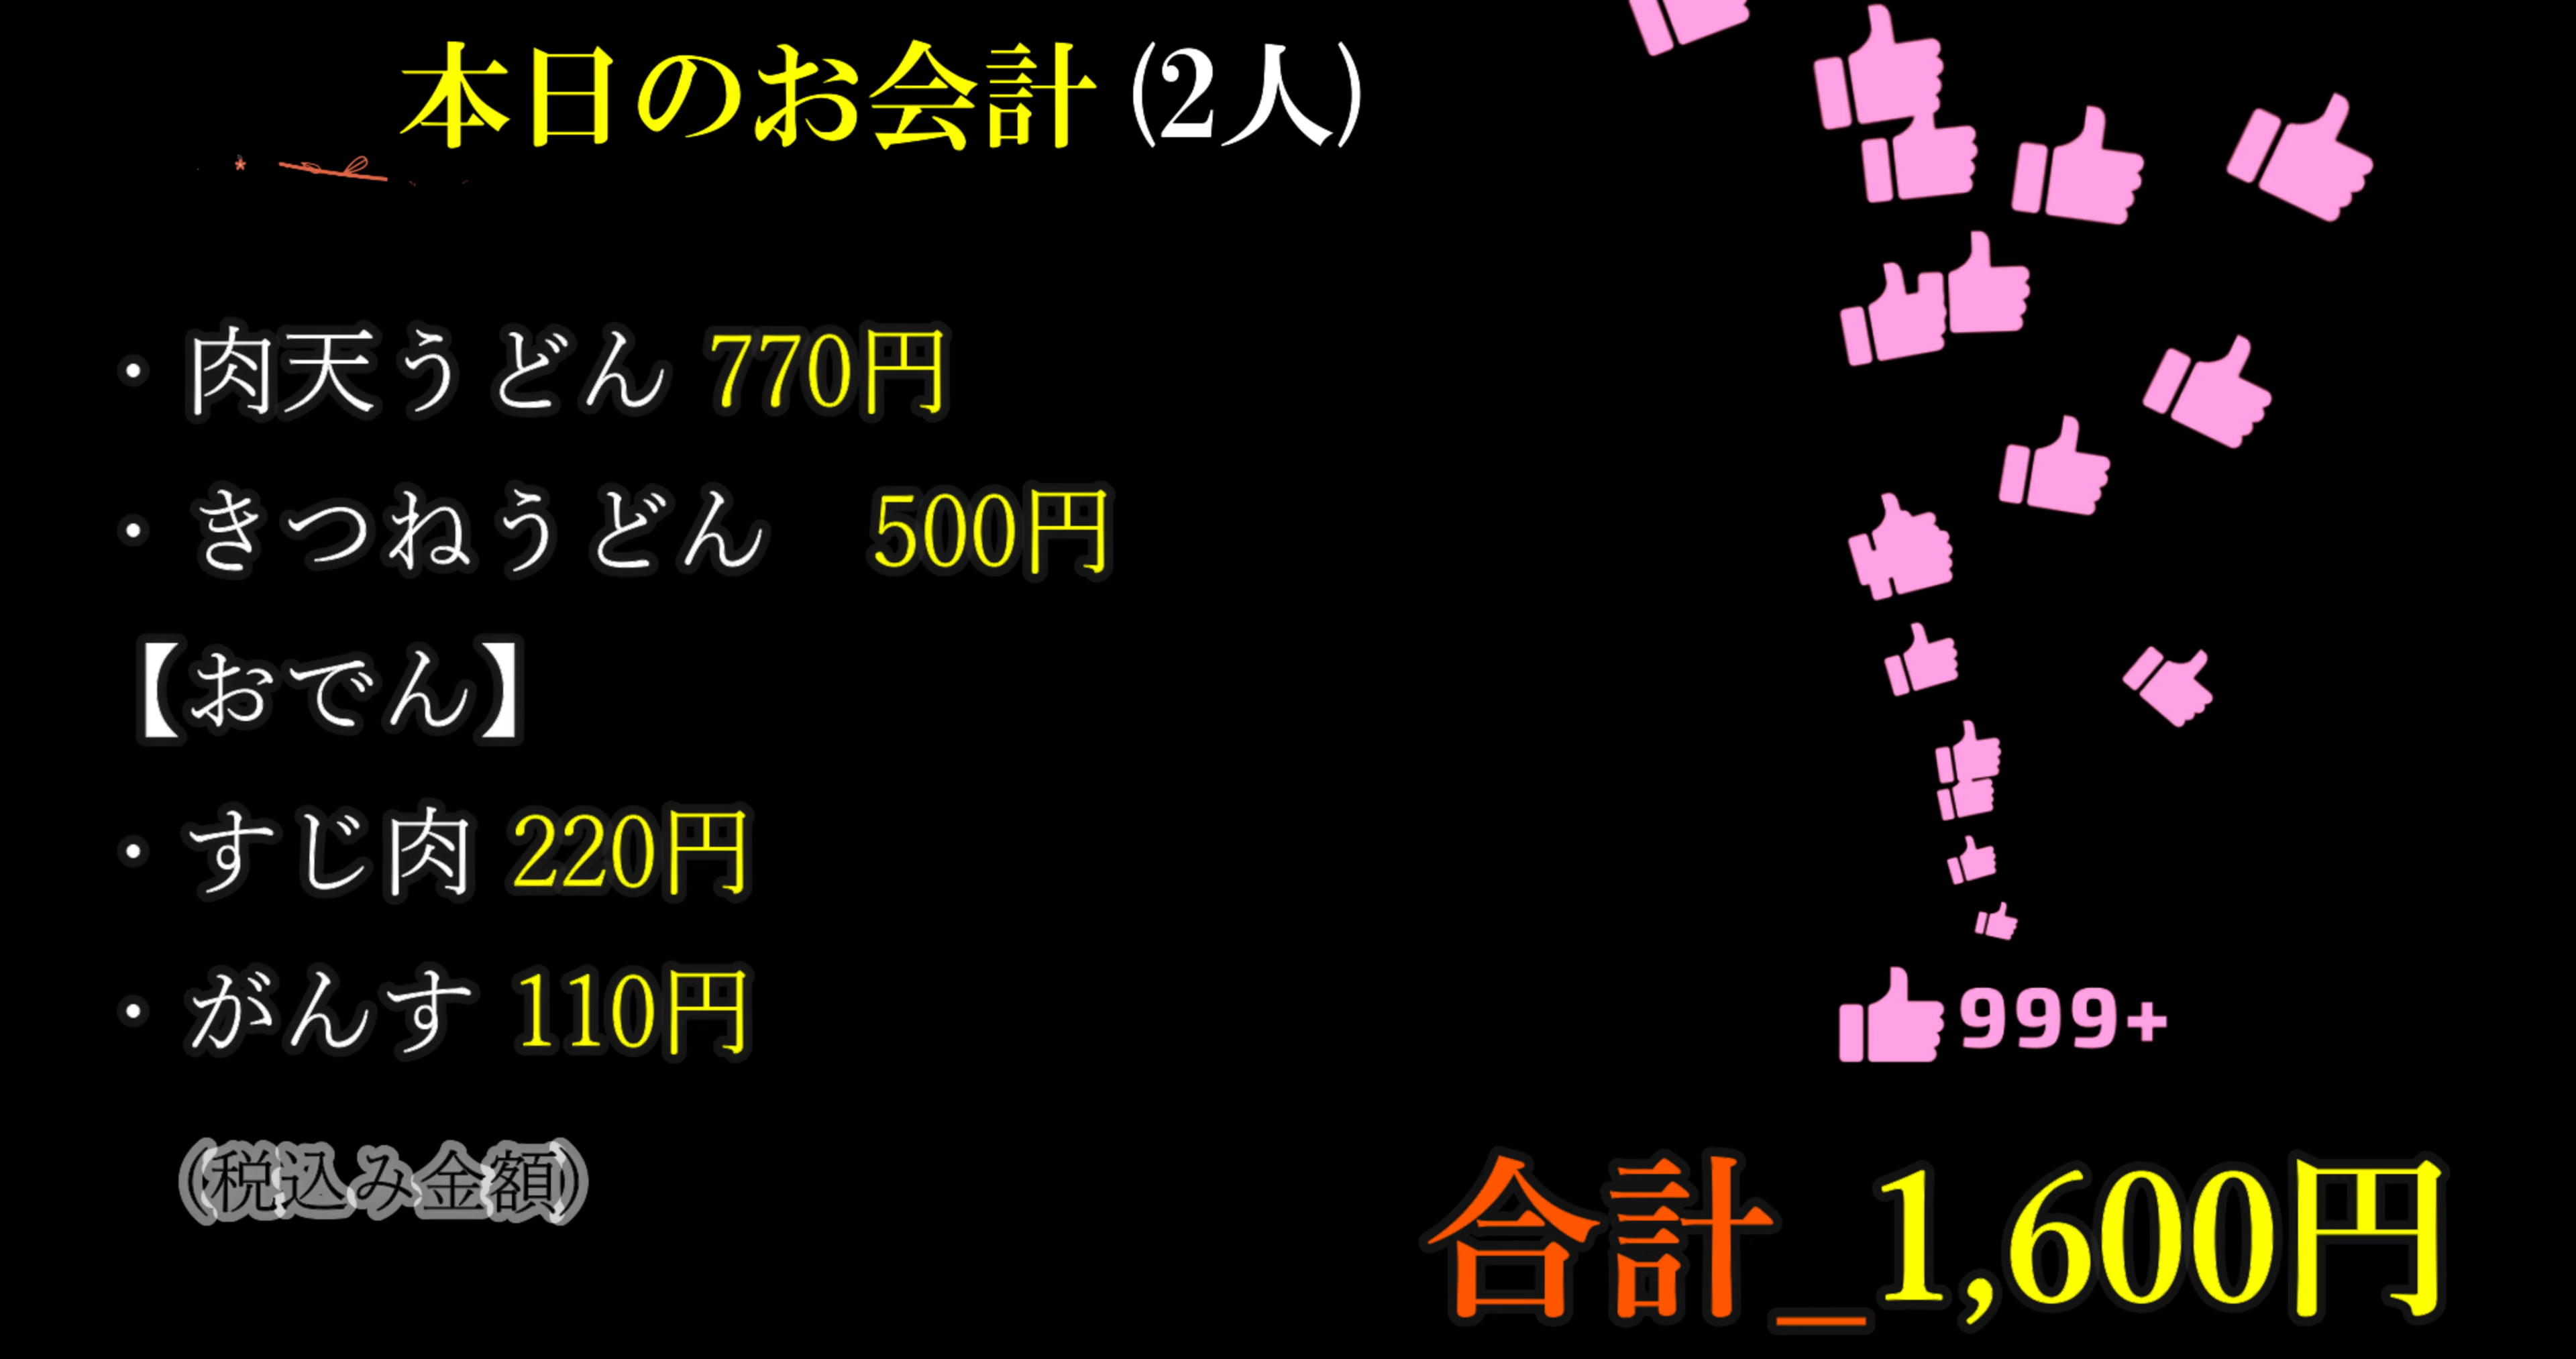 本日のお会計 (2人)
・肉天うどん 770円
・きつねうどん　500円
【おでん】
・すじ肉 220円
・がんす 110円
999+
(税込み金額)
合計_1,600円